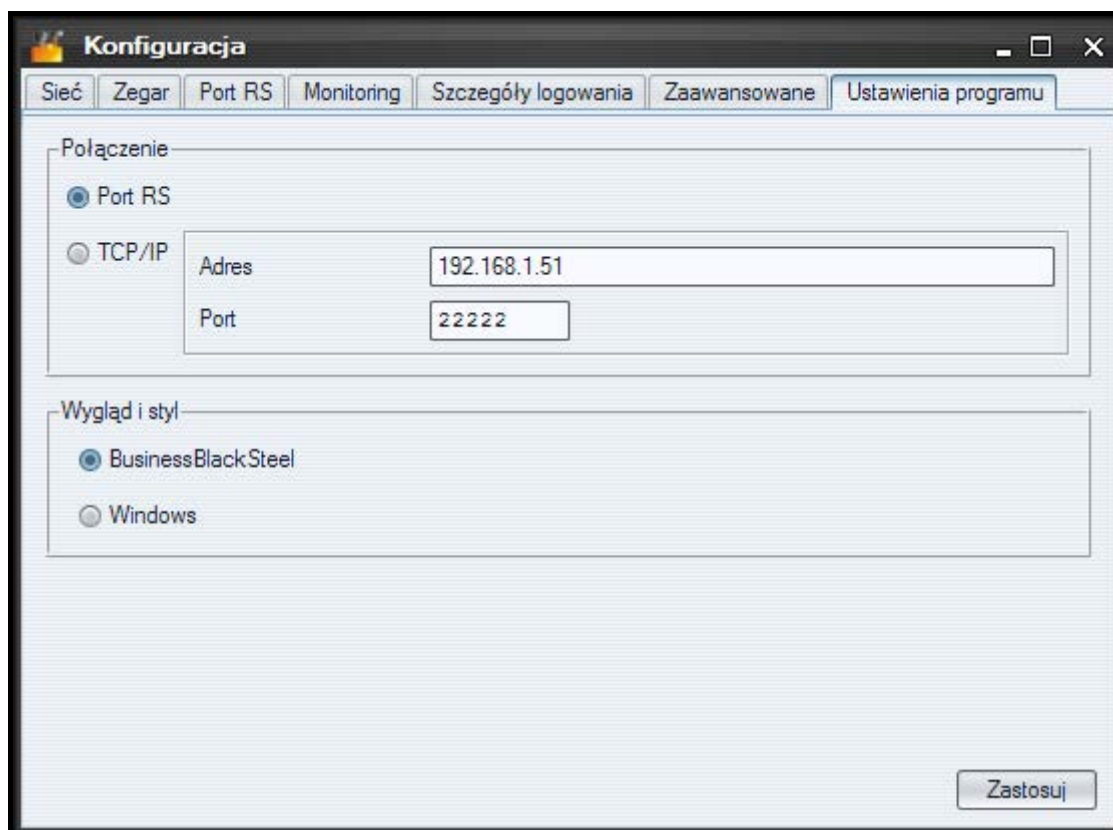 Konfiguracja
Sieć Zegar Port RS Monitoring Szczegóły logowania Zaawansowane Ustawienia programu
Połączenie
Port RS
TCP/IP
Adres 192.168.1.51
Port 22222
Wygląd i styl
BusinessBlackSteel
Windows
Zastosuj